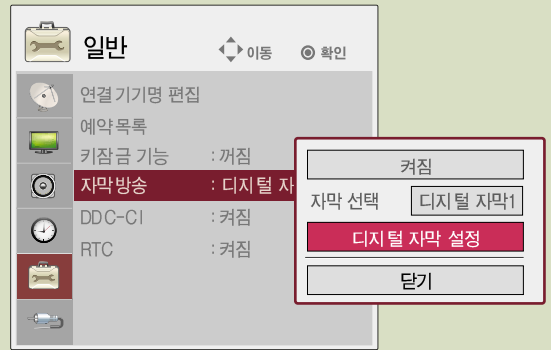 일반
이동
확인
연결기기명 편집
예약목록
키잠금 기능 : 꺼짐
자막방송 : 디지털 자
DDC-CI : 켜짐
RTC : 켜짐
켜짐
자막 선택 디지털 자막1
디지털 자막 설정
닫기